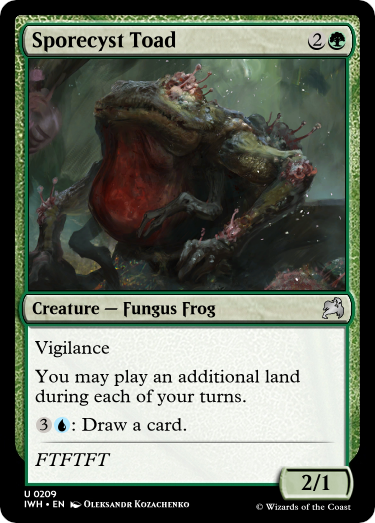 Sporecyst Toad 2
Creature — Fungus Frog
Vigilance
You may play an additional land
during each of your turns.
3 : Draw a card.
FTFTFT
2/1
U 0209
IWH • EN OLEKSANDR KOZACHENKO
© Wizards of the Coast